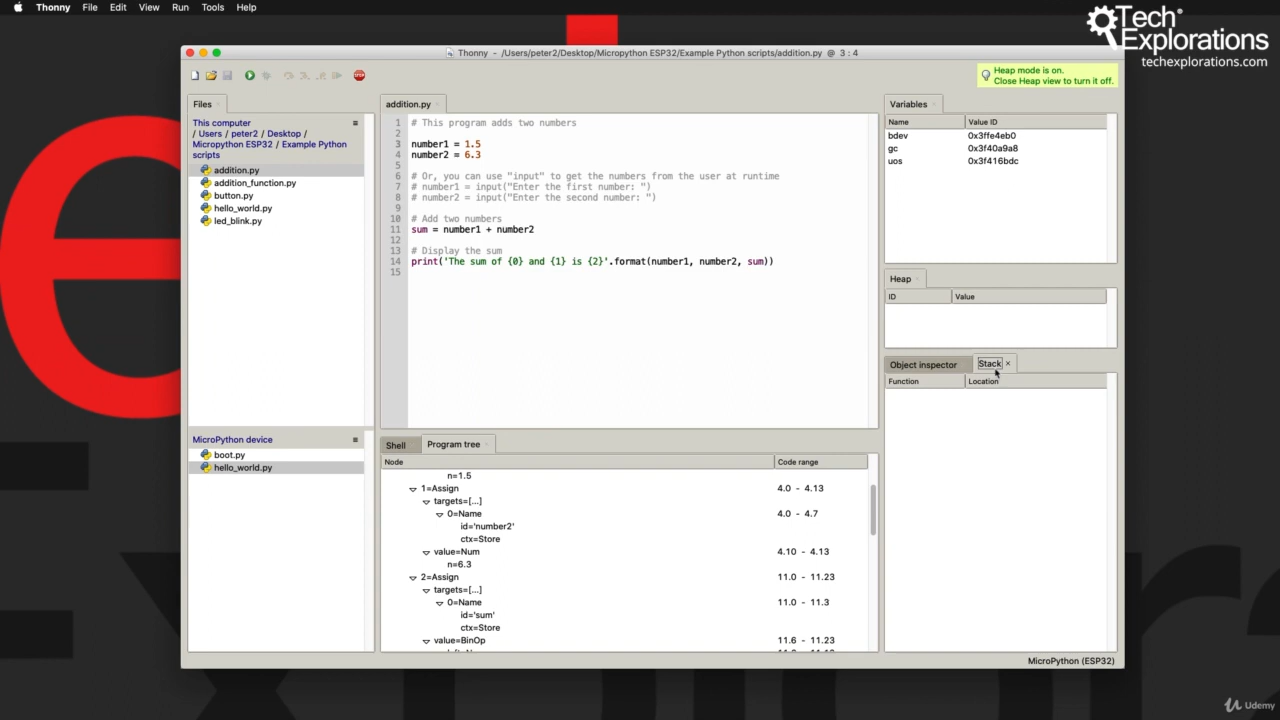 Thonny File Edit View Run Tools Help
Tech
Explorations
techexplorations.com
Thonny - /Users/peter2/Desktop/Micropython ESP32/Example Python scripts/addition.py @ 3 : 4
Heap mode is on.
Close Heap view to turn it off.
STOP
Files
This computer
/ Users / peter2 / Desktop /
Micropython ESP32 / Example Python
scripts
addition.py
addition_function.py
button.py
hello_world.py
led_blink.py
MicroPython device
boot.py
hello_world.py
addition.py
1 # This program adds two numbers
2
3 number1 = 1.5
4 number2 = 6.3
5
6 # Or, you can use "input" to get the numbers from the user at runtime
7 # number1 = input("Enter the first number: ")
8 # number2 = input("Enter the second number: ")
9
10 # Add two numbers
11 sum = number1 + number2
12
13 # Display the sum
14 print('The sum of {0} and {1} is {2}'.format(number1, number2, sum))
15
Shell Program tree
Node Code range
n=1.5
1=Assign 4.0 - 4.13
targets=[...]
0=Name 4.0 - 4.7
id='number2'
ctx=Store
value=Num 4.10 - 4.13
n=6.3
2=Assign 11.0 - 11.23
targets=[...]
0=Name 11.0 - 11.3
id='sum'
ctx=Store
value=BinOp 11.6 - 11.23
Variables
Name Value ID
bdev 0x3ffe4eb0
gc 0x3f40a9a8
uos 0x3f416bdc
Heap
ID Value
Object inspector Stack ×
Function Location
MicroPython (ESP32)
Udemy